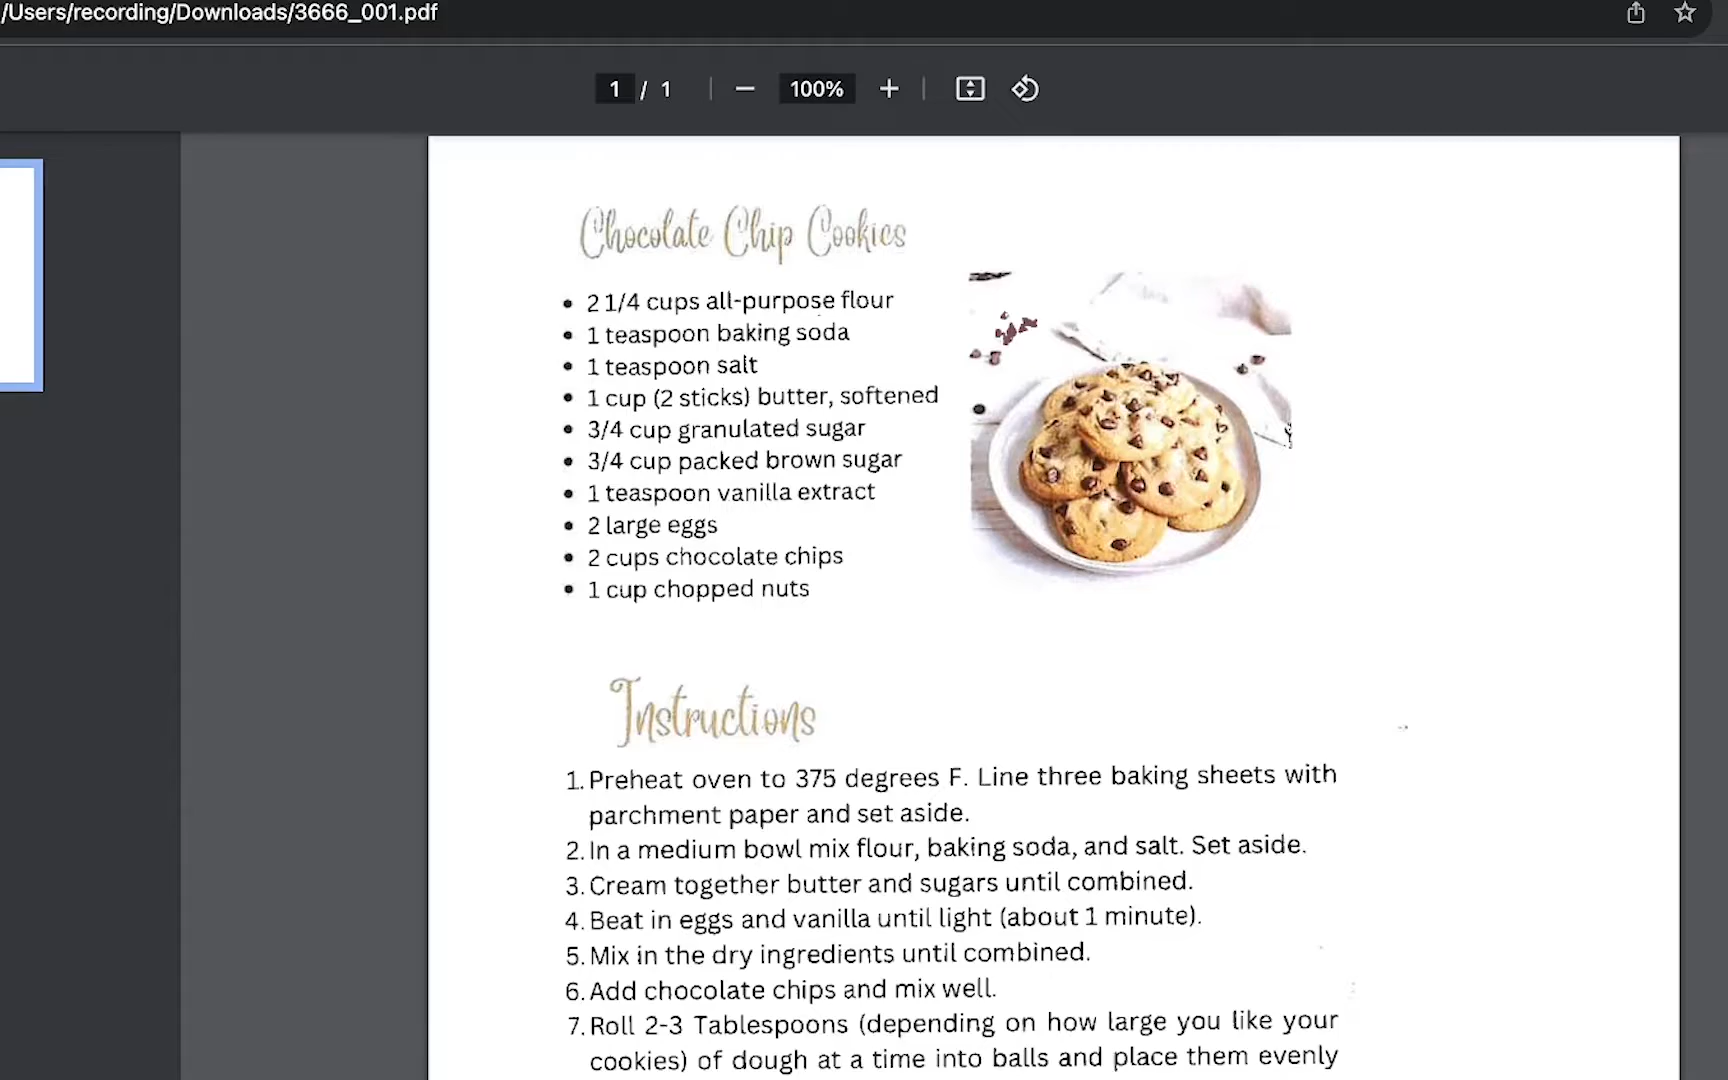 /Users/recording/Downloads/3666_001.pdf
1 / 1 100%
Chocolate Chip Cookies
• 2 1/4 cups all-purpose flour
• 1 teaspoon baking soda
• 1 teaspoon salt
• 1 cup (2 sticks) butter, softened
• 3/4 cup granulated sugar
• 3/4 cup packed brown sugar
• 1 teaspoon vanilla extract
• 2 large eggs
• 2 cups chocolate chips
• 1 cup chopped nuts
Instructions
1. Preheat oven to 375 degrees F. Line three baking sheets with
parchment paper and set aside.
2. In a medium bowl mix flour, baking soda, and salt. Set aside.
3. Cream together butter and sugars until combined.
4. Beat in eggs and vanilla until light (about 1 minute).
5. Mix in the dry ingredients until combined.
6. Add chocolate chips and mix well.
7. Roll 2-3 Tablespoons (depending on how large you like your
cookies) of dough at a time into balls and place them evenly